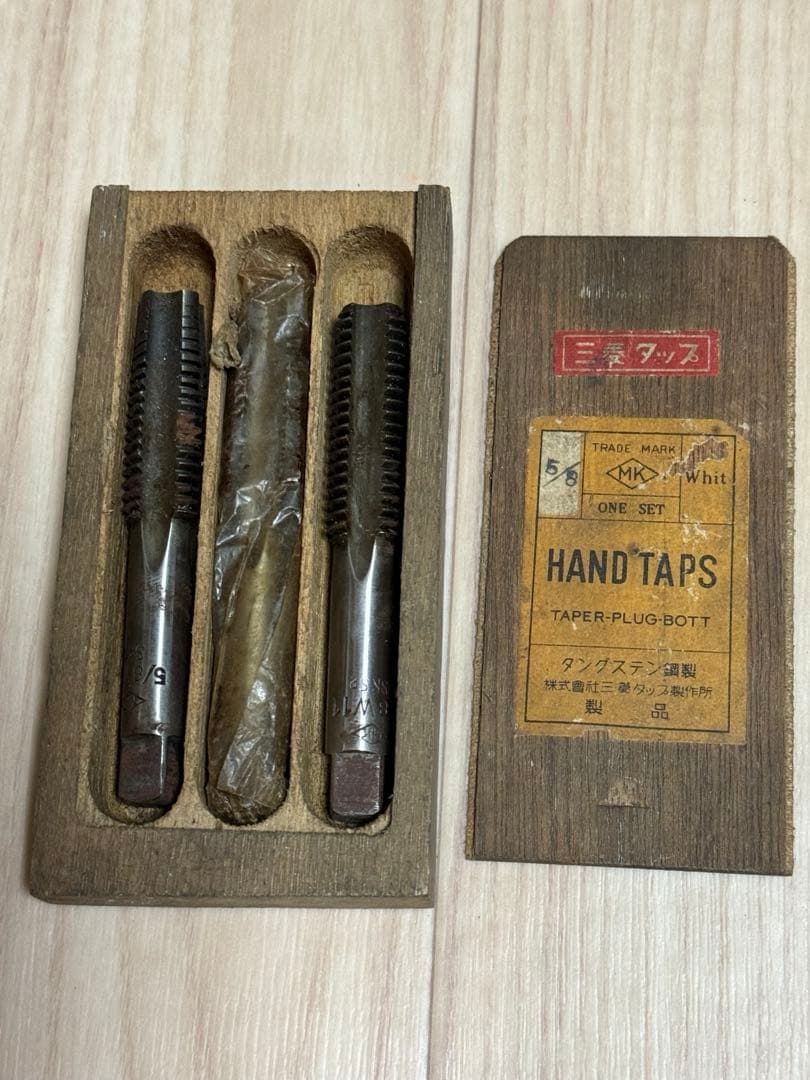 三菱タップ
5/8
TRADE MARK
MK
Whit
ONE SET
HAND TAPS
TAPER-PLUG-BOTT
タングステン鋼製
株式會社三菱タップ製作所
製 品
5/
W1